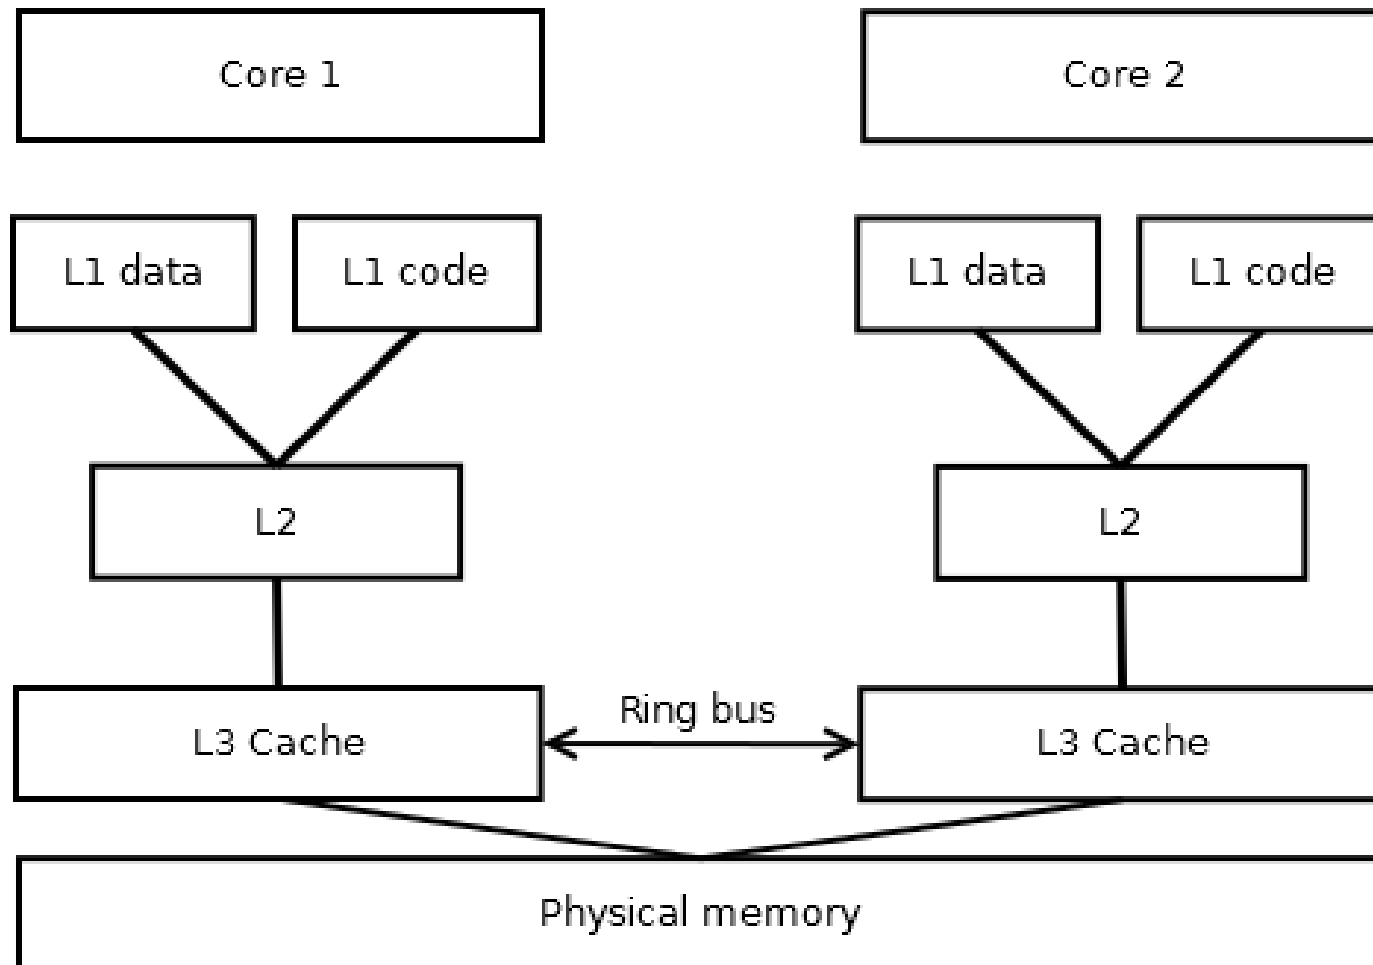 Core 1
Core 2
L1 data
L1 code
L1 data
L1 code
L2
L2
L3 Cache
Ring bus
L3 Cache
Physical memory